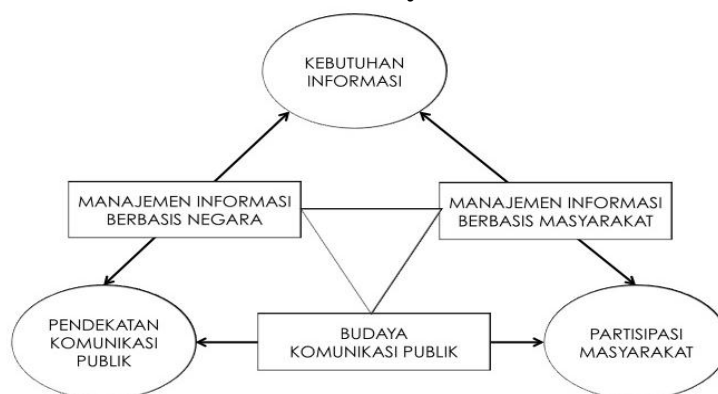 KEBUTUHAN
INFORMASI
MANAJEMEN INFORMASI
BERBASIS NEGARA
MANAJEMEN INFORMASI
BERBASIS MASYARAKAT
PENDEKATAN
KOMUNIKASI
PUBLIK
BUDAYA
KOMUNIKASI PUBLIK
PARTISIPASI
MASYARAKAT